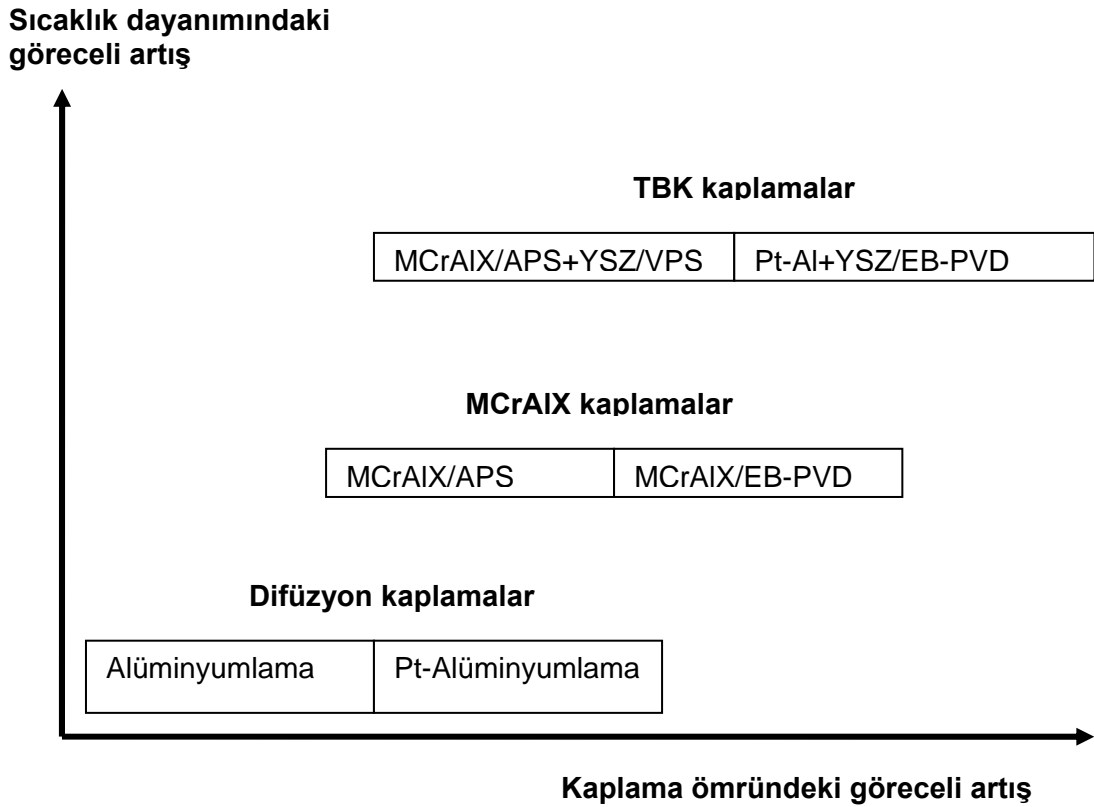 Sıcaklık dayanımındaki
göreceli artış
TBK kaplamalar
MCrAlX/APS+YSZ/VPS
Pt-Al+YSZ/EB-PVD
MCrAlX kaplamalar
MCrAlX/APS
MCrAlX/EB-PVD
Difüzyon kaplamalar
Alüminyumlama
Pt-Alüminyumlama
Kaplama ömründeki göreceli artış